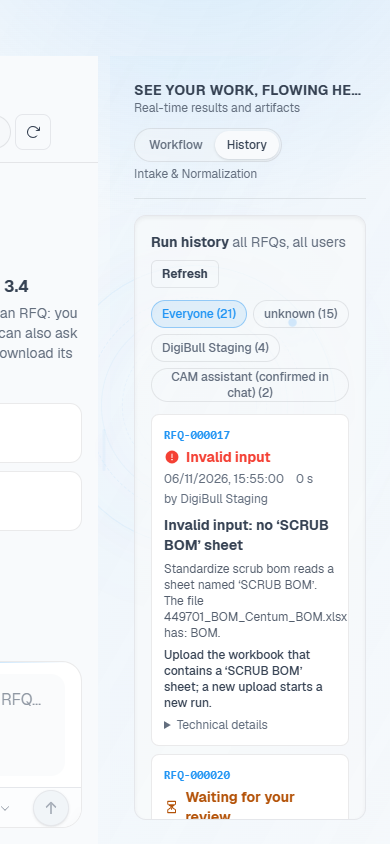 SEE YOUR WORK, FLOWING HE...
Real-time results and artifacts
Workflow
History
Intake & Normalization
Run history all RFQs, all users
Refresh
Everyone (21)
unknown (15)
DigiBull Staging (4)
CAM assistant (confirmed in
chat) (2)
RFQ-000017
Invalid input
06/11/2026, 15:55:00 0 s
by DigiBull Staging
Invalid input: no ‘SCRUB
BOM’ sheet
Standardize scrub bom reads a
sheet named ‘SCRUB BOM’.
The file
449701_BOM_Centum_BOM.xlsx
has: BOM.
Upload the workbook that
contains a ‘SCRUB BOM’
sheet; a new upload starts a
new run.
Technical details
RFQ-000020
Waiting for your
review
3.4
an RFQ: you
can also ask
ownload its
RFQ...